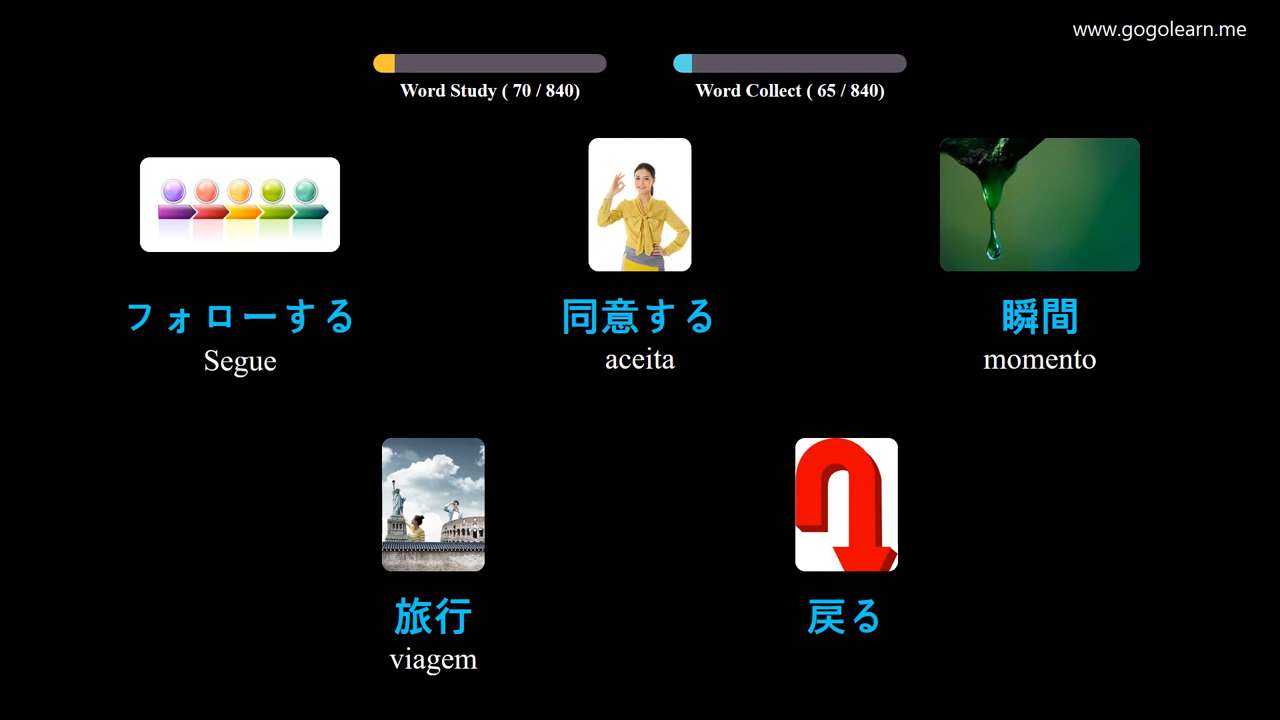 www.gogolearn.me
Word Study ( 70 / 840)
Word Collect ( 65 / 840)
フォローする
Segue
同意する
aceita
瞬間
momento
旅行
viagem
戻る